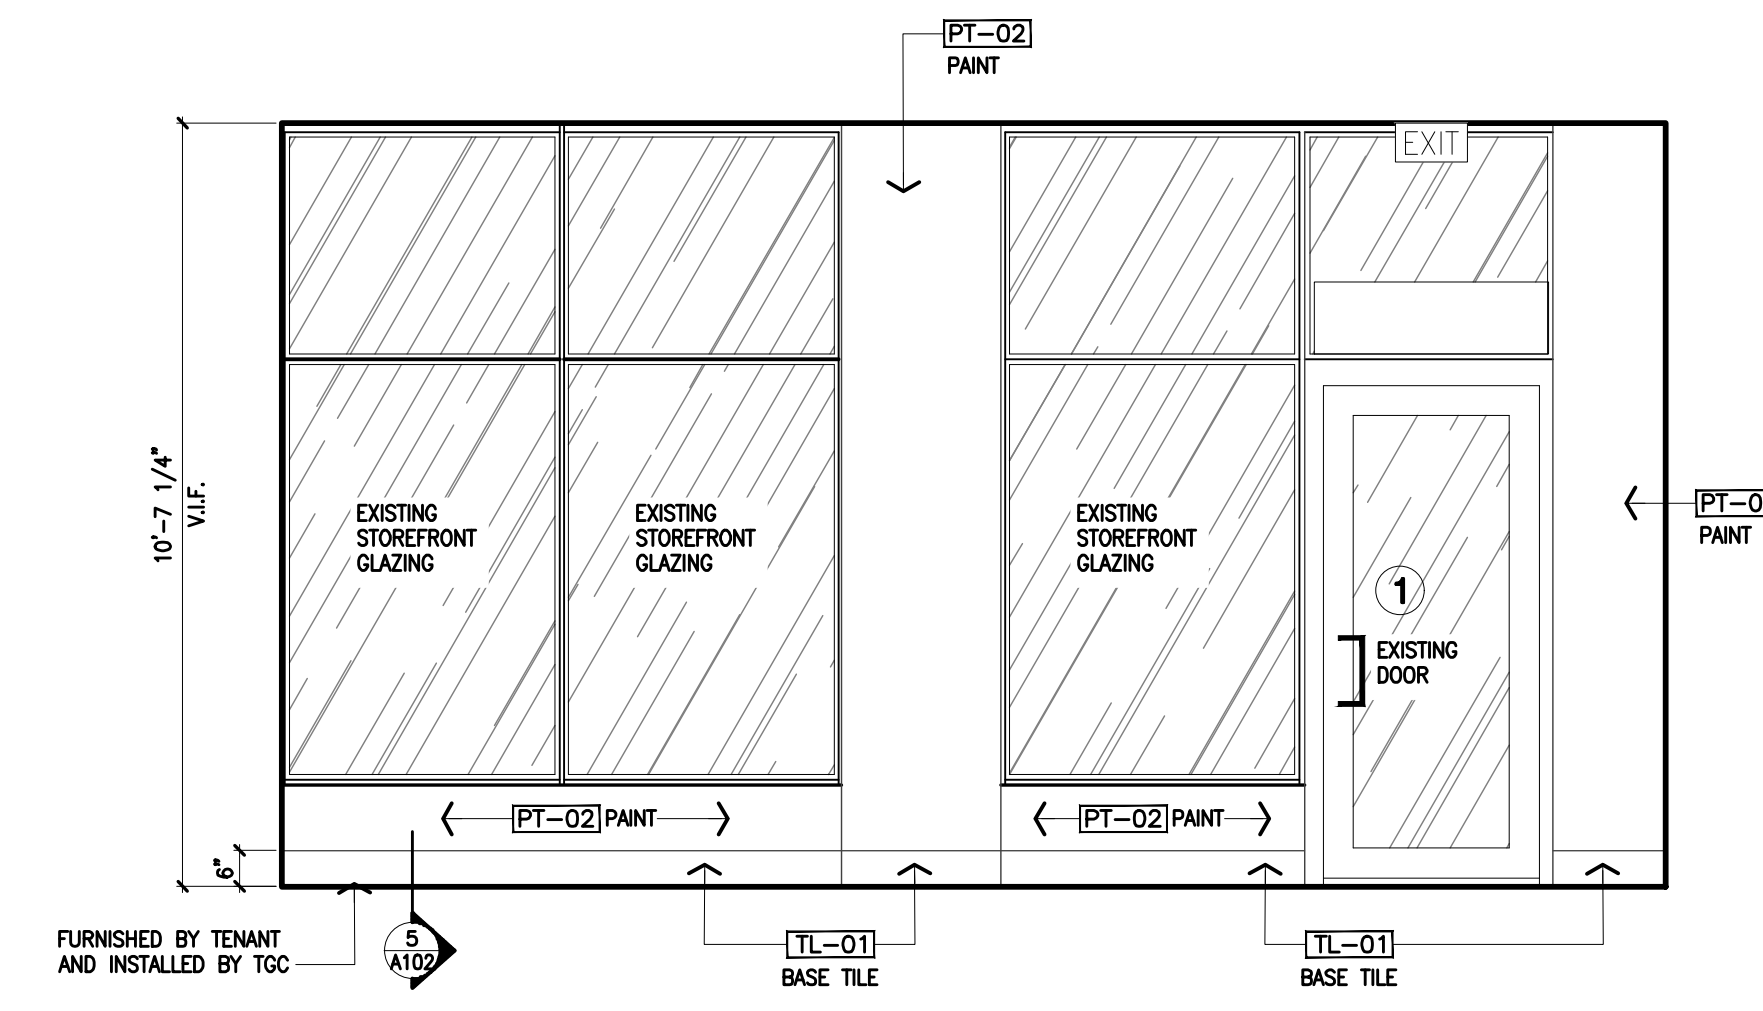 PT-02
PAINT
EXIT
10'-7 1/4"
V.I.F.
EXISTING
STOREFRONT
GLAZING
EXISTING
STOREFRONT
GLAZING
EXISTING
STOREFRONT
GLAZING
PT-0
PAINT
1
EXISTING
DOOR
PT-02 PAINT
PT-02 PAINT
6"
FURNISHED BY TENANT
AND INSTALLED BY TGC
5
A102
TL-01
BASE TILE
TL-01
BASE TILE